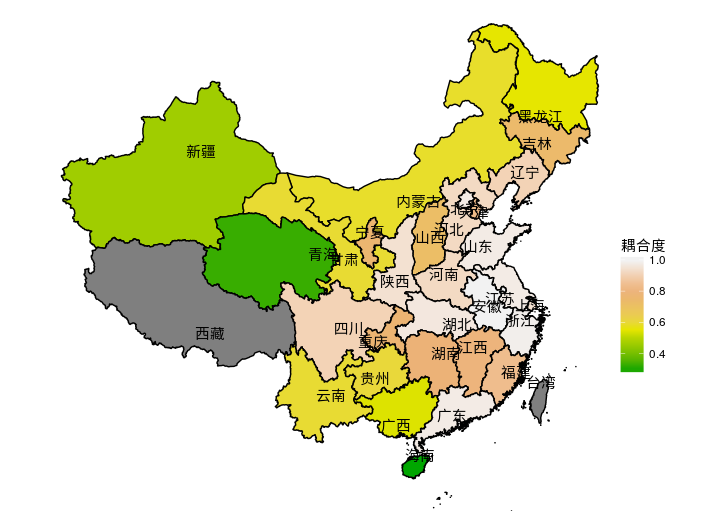 黑龙江
吉林
新疆
辽宁
内蒙古
北京
天津
宁夏
河北
山西
山东
耦合度
青海
甘肃
1.0
陕西
河南
0.8
江苏
安徽
上海
浙江
湖北
四川
0.6
西藏
重庆
湖南
江西
0.4
贵州
福建
台湾
云南
广东
广西
海南